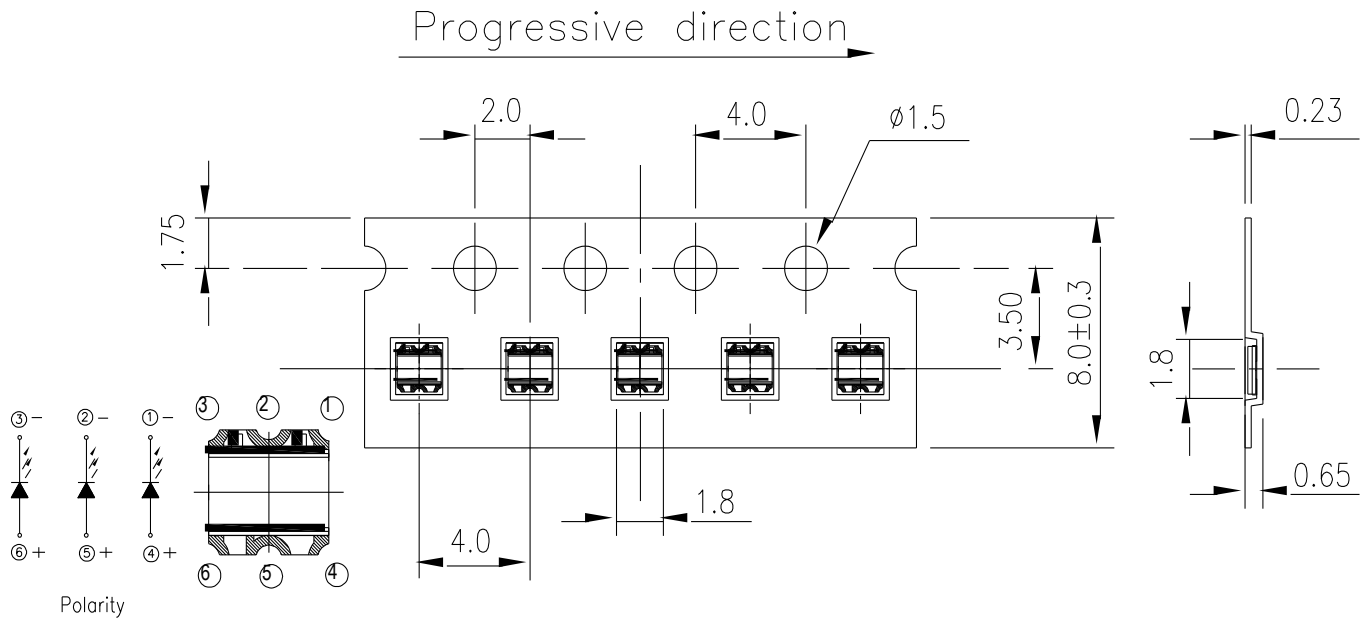 Progressive direction
2.0
4.0
ø1.5
0.23
1.75
3.50
8.0±0.3
1.8
0.65
1.8
4.0
③ - ② - ① -
③ ② ①
⑥ + ⑤ + ④ +
⑥ ⑤ ④
Polarity